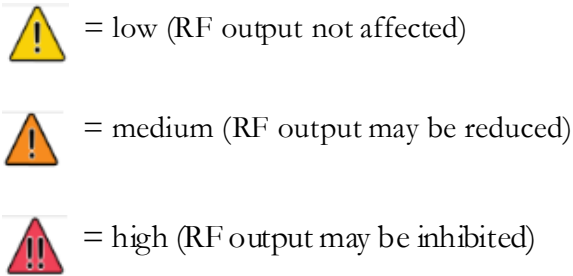 ! = low (RF output not affected)
! = medium (RF output may be reduced)
!! = high (RF output may be inhibited)